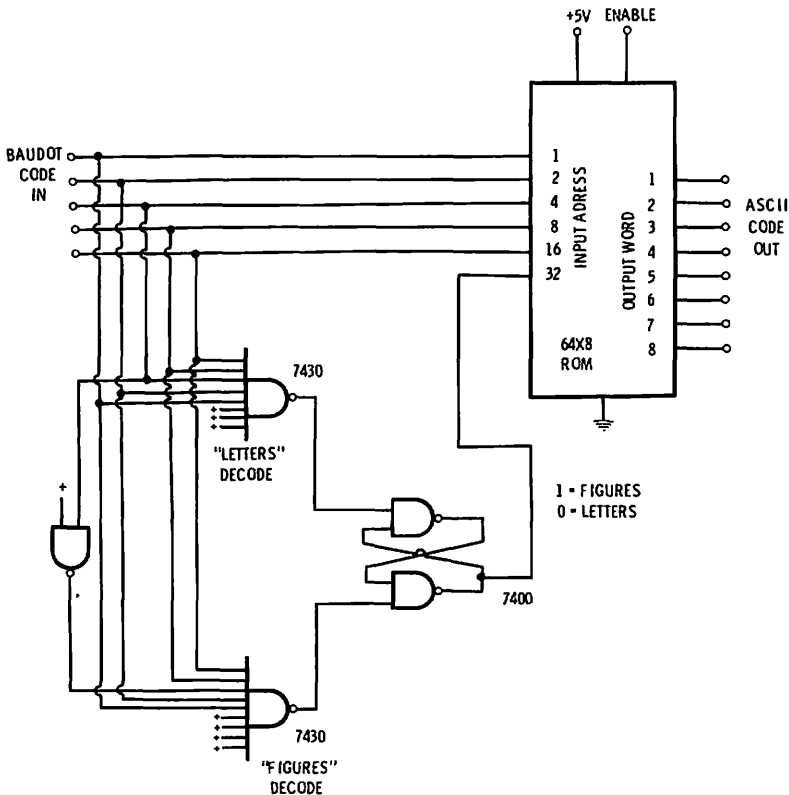 +5V ENABLE
BAUDOT
CODE
IN
1
2
4
8
16
32
INPUT ADRESS
OUTPUT WORD
1
2
3
4
5
6
7
8
64X8
ROM
ASCII
CODE
OUT
7430
+
+
+
"LETTERS"
DECODE
+
1 = FIGURES
0 = LETTERS
7400
+
+
+
+
7430
"FIGURES"
DECODE